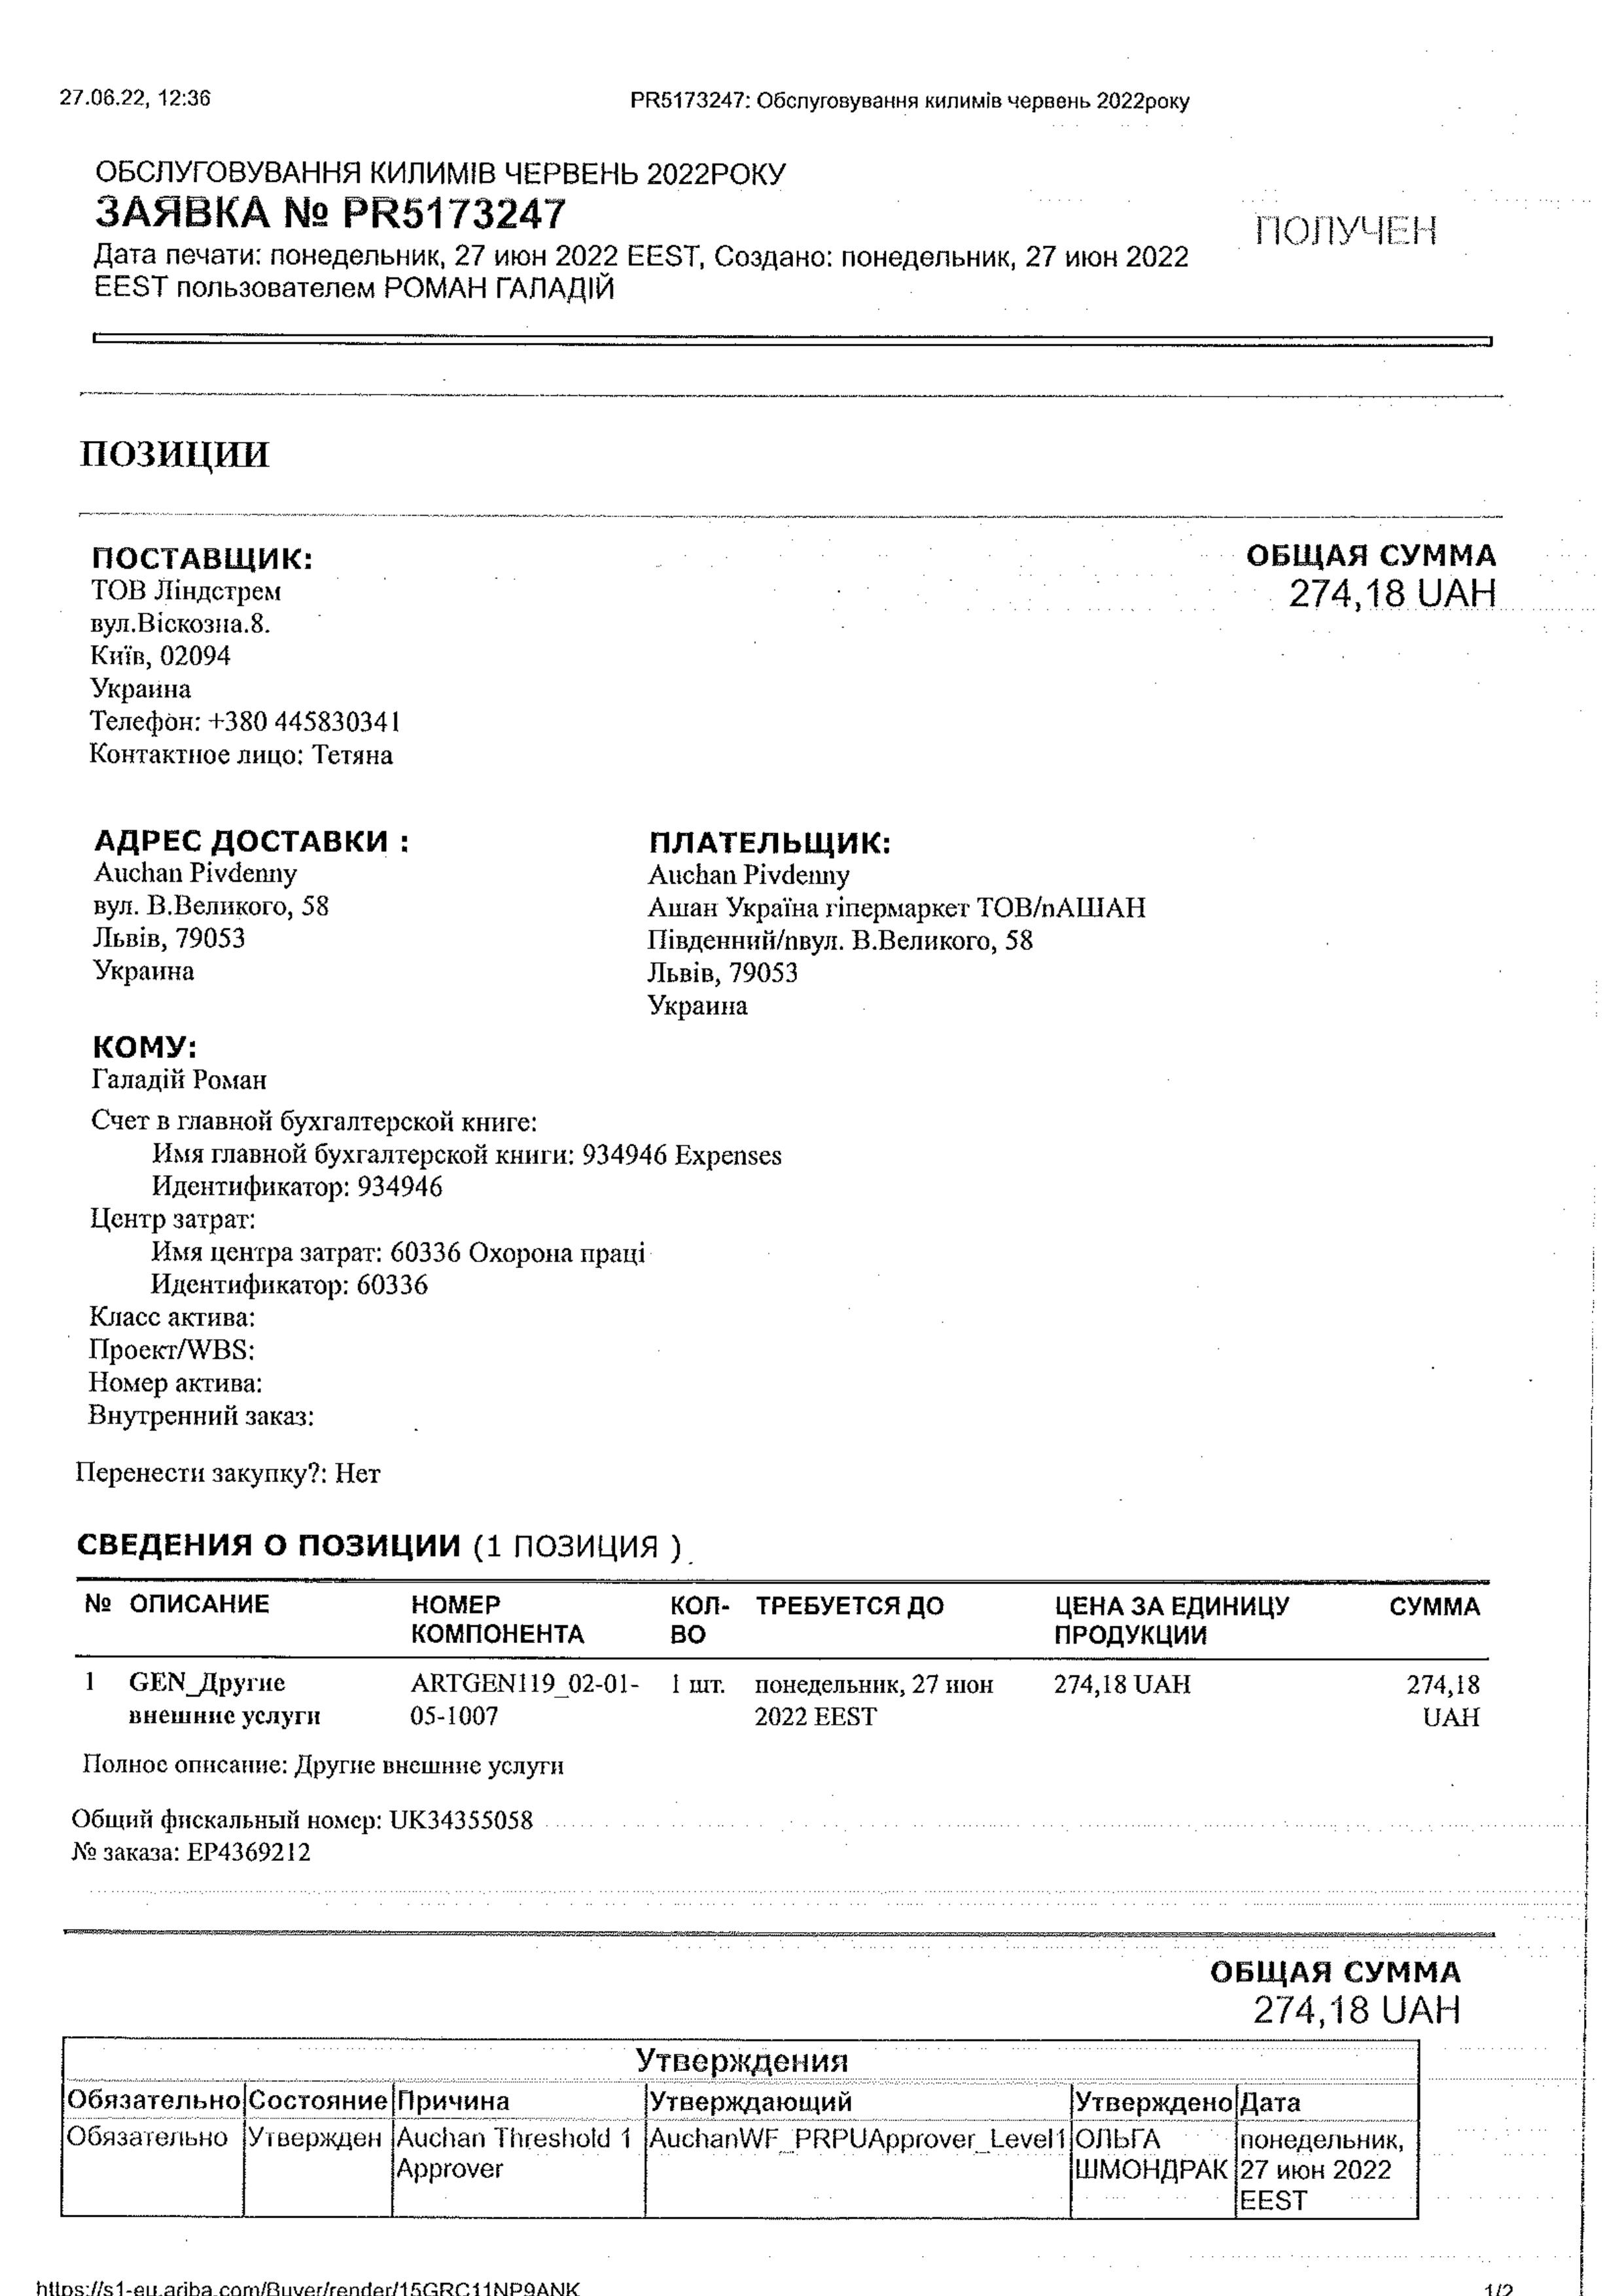 27.06.22, 12:36
PR5173247: Обслуговування килимів червень 2022року
ОБСЛУГОВУВАННЯ КИЛИМІВ ЧЕРВЕНЬ 2022РОКУ
ЗАЯВКА № PR5173247
ПОЛУЧЕН
Дата печати: понедельник, 27 июн 2022 EEST, Создано: понедельник, 27 июн 2022
EEST пользователем РОМАН ГАЛАДІЙ
ПОЗИЦИИ
ПОСТАВЩИК:
ТОВ Ліндстрем
вул.Віскозна.8.
Київ, 02094
Украина
Телефон: +380 445830341
Контактное лицо: Тетяна
ОБЩАЯ СУММА
274,18 UAH
АДРЕС ДОСТАВКИ :
Auchan Pivdenny
вул. В.Великого, 58
Львів, 79053
Украина
ПЛАТЕЛЬЩИК:
Auchan Pivdenny
Ашан Україна гіпермаркет ТОВ/nАШАН
Південний/nвул. В.Великого, 58
Львів, 79053
Украина
КОМУ:
Галадій Роман
Счет в главной бухгалтерской книге:
Имя главной бухгалтерской книги: 934946 Expenses
Идентификатор: 934946
Центр затрат:
Имя центра затрат: 60336 Охорона праці
Идентификатор: 60336
Класс актива:
Проект/WBS:
Номер актива:
Внутренний заказ:
Перенести закупку?: Нет
СВЕДЕНИЯ О ПОЗИЦИИ (1 ПОЗИЦИЯ )
№ ОПИСАНИЕ НОМЕР КОМПОНЕНТА КОЛ-ВО ТРЕБУЕТСЯ ДО ЦЕНА ЗА ЕДИНИЦУ ПРОДУКЦИИ СУММА
1 GEN_Другие ARTGEN119_02-01- 1 шт. понедельник, 27 июн 274,18 UAH 274,18
внешние услуги 05-1007 2022 EEST UAH
Полное описание: Другие внешние услуги
Общий фискальный номер: UK34355058
№ заказа: EP4369212
ОБЩАЯ СУММА
274,18 UAH
Утверждения
Обязательно Состояние Причина Утверждающий Утверждено Дата
Обязательно Утвержден Auchan Threshold 1 AuchanWF_PRPUApprover_Level1 ОЛЬГА понедельник,
Approver ШМОНДРАК 27 июн 2022
EEST
https://s1-eu.ariba.com/Buyer/render/15GRC11NP9ANK
1/2